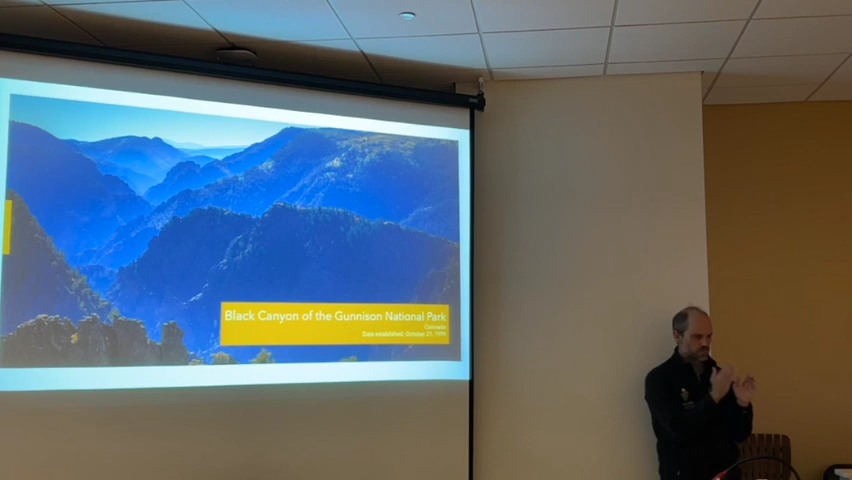 Black Canyon of the Gunnison National Park
Colorado
Date established: October 21, 1999